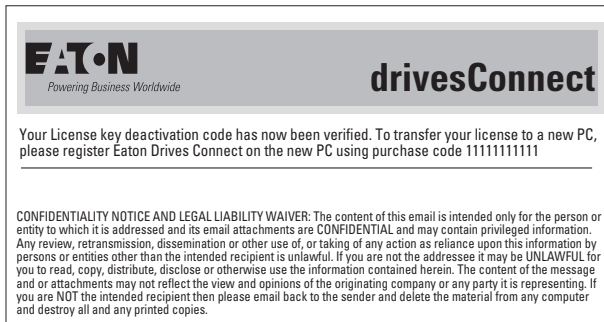 EATON
Powering Business Worldwide
drivesConnect
Your License key deactivation code has now been verified. To transfer your license to a new PC,
please register Eaton Drives Connect on the new PC using purchase code 11111111111
CONFIDENTIALITY NOTICE AND LEGAL LIABILITY WAIVER: The content of this email is intended only for the person or
entity to which it is addressed and its email attachments are CONFIDENTIAL and may contain privileged information.
Any review, retransmission, dissemination or other use of, or taking of any action as reliance upon this information by
persons or entities other than the intended recipient is unlawful. If you are not the addressee it may be UNLAWFUL for
you to read, copy, distribute, disclose or otherwise use the information contained herein. The content of the message
and or attachments may not reflect the view and opinions of the originating company or any party it is representing. If
you are NOT the intended recipient then please email back to the sender and delete the material from any computer
and destroy all and any printed copies.